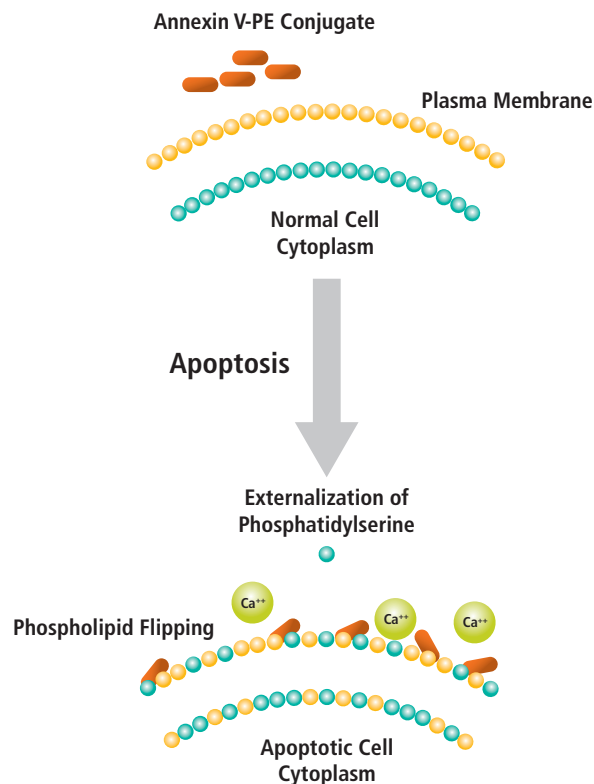 Annexin V-PE Conjugate
Plasma Membrane
Normal Cell
Cytoplasm
Apoptosis
Externalization of
Phosphatidylserine
Ca⁺⁺
Ca⁺⁺
Ca⁺⁺
Phospholipid Flipping
Apoptotic Cell
Cytoplasm